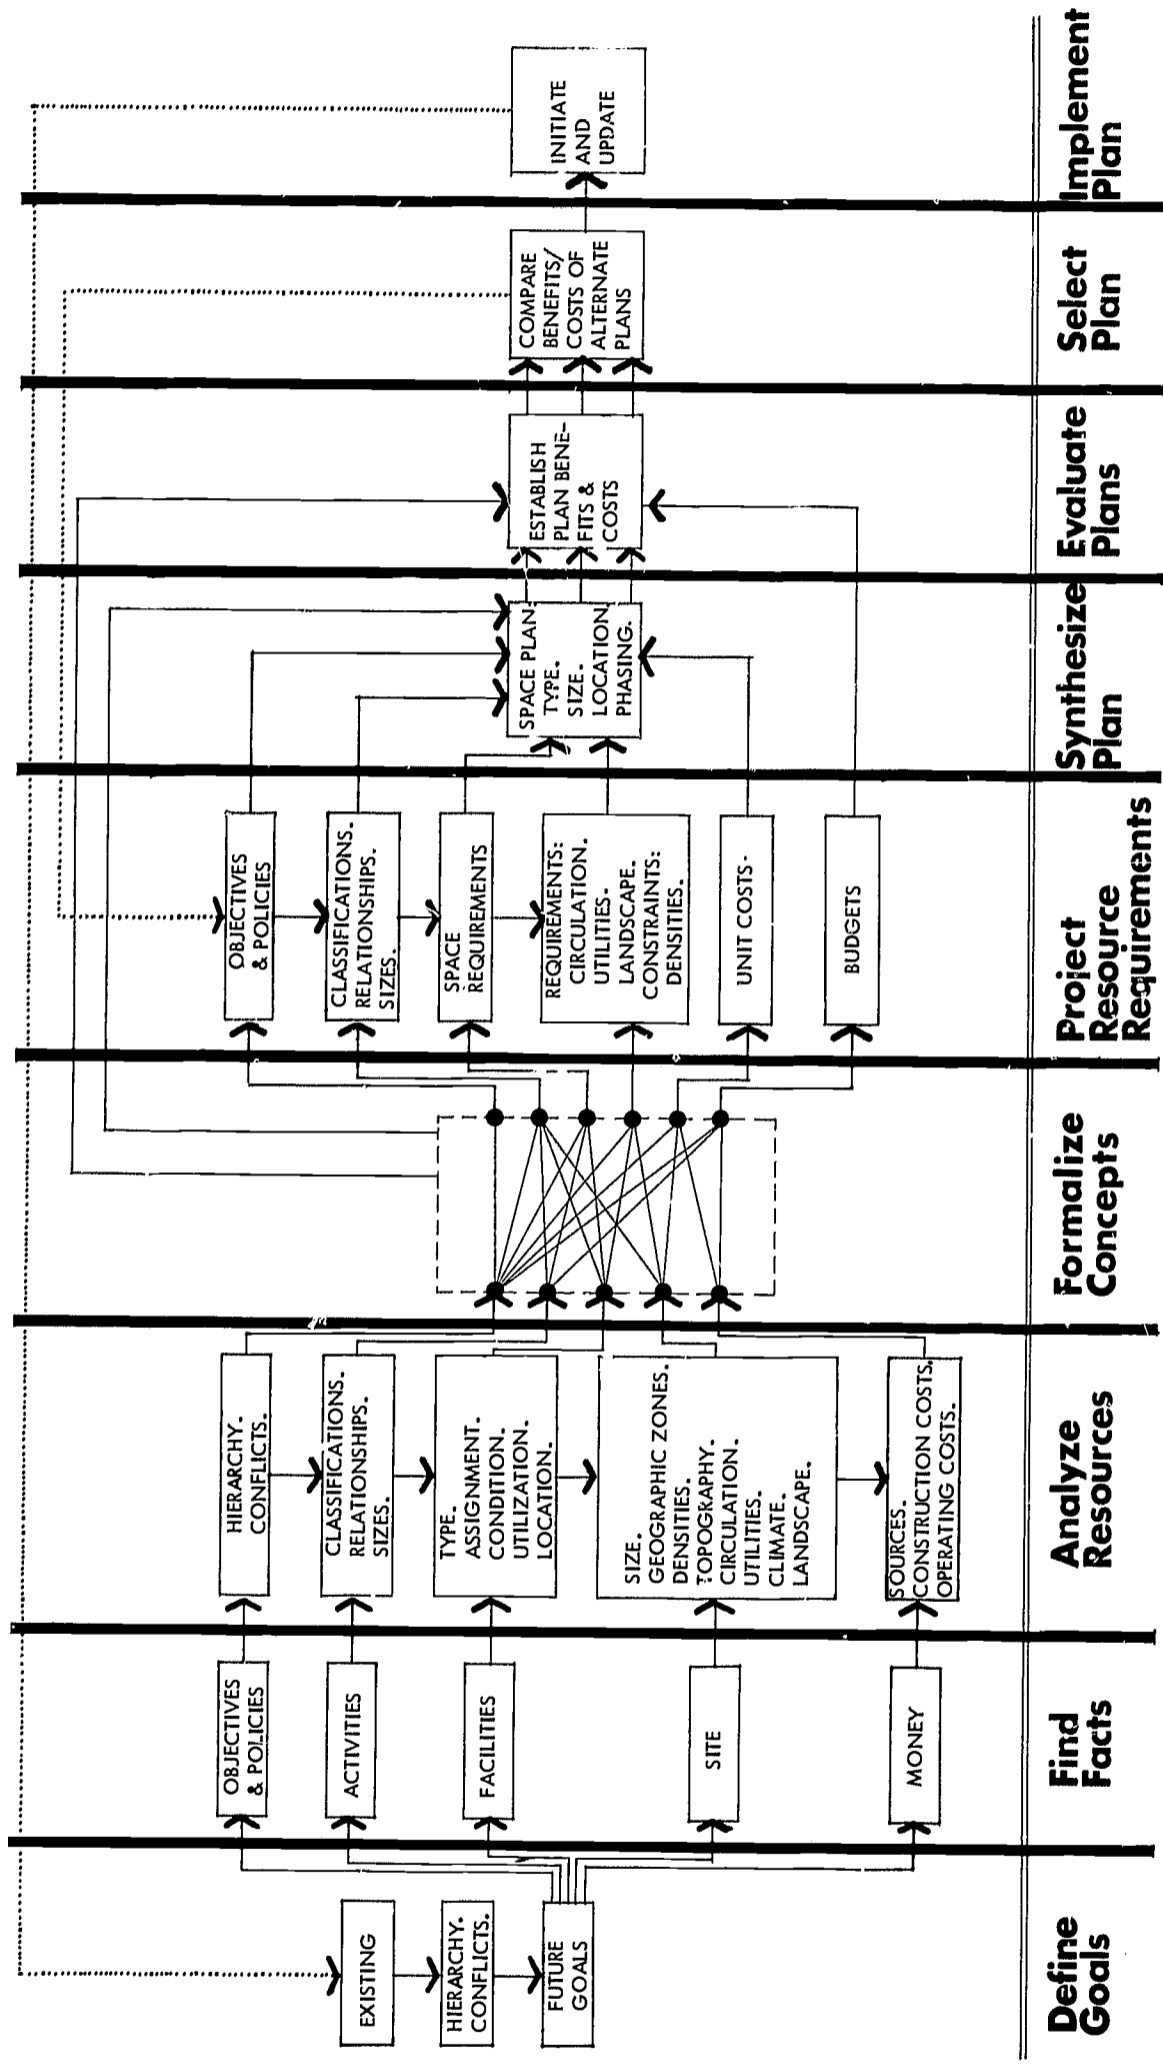 EXISTING
HIERARCHY.
CONFLICTS.
FUTURE
GOALS
Define
Goals
OBJECTIVES
& POLICIES
ACTIVITIES
FACILITIES
SITE
MONEY
Find
Facts
HIERARCHY.
CONFLICTS.
CLASSIFICATIONS.
RELATIONSHIPS.
SIZES.
TYPE.
ASSIGNMENT.
CONDITION.
UTILIZATION.
LOCATION.
SIZE.
GEOGRAPHIC ZONES.
DENSITIES.
TOPOGRAPHY.
CIRCULATION.
UTILITIES.
CLIMATE.
LANDSCAPE.
SOURCES.
CONSTRUCTION COSTS.
OPERATING COSTS.
Analyze
Resources
Formalize
Concepts
OBJECTIVES
& POLICIES
CLASSIFICATIONS.
RELATIONSHIPS.
SIZES.
SPACE
REQUIREMENTS
REQUIREMENTS:
CIRCULATION.
UTILITIES-
LANDSCAPE.
CONSTRAINTS:
DENSITIES.
UNIT COSTS-
BUDGETS
Project
Resource
Requirements
SPACE PLAN
TYPE.
SIZE.
LOCATION
PHASING.
Synthesize
Plan
ESTABLISH
PLAN BENE-
FITS &
COSTS
Evaluate
Plans
COMPARE
BENEFITS/
COSTS OF
ALTERNATE
PLANS
Select
Plan
INITIATE
AND
UPDATE
Implement
Plan